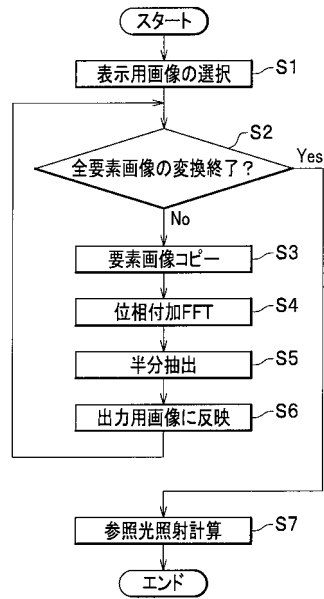 スタート
表示用画像の選択
S1
全要素画像の変換終了？
S2
Yes
No
要素画像コピー
S3
位相付加FFT
S4
半分抽出
S5
出力用画像に反映
S6
参照光照射計算
S7
エンド